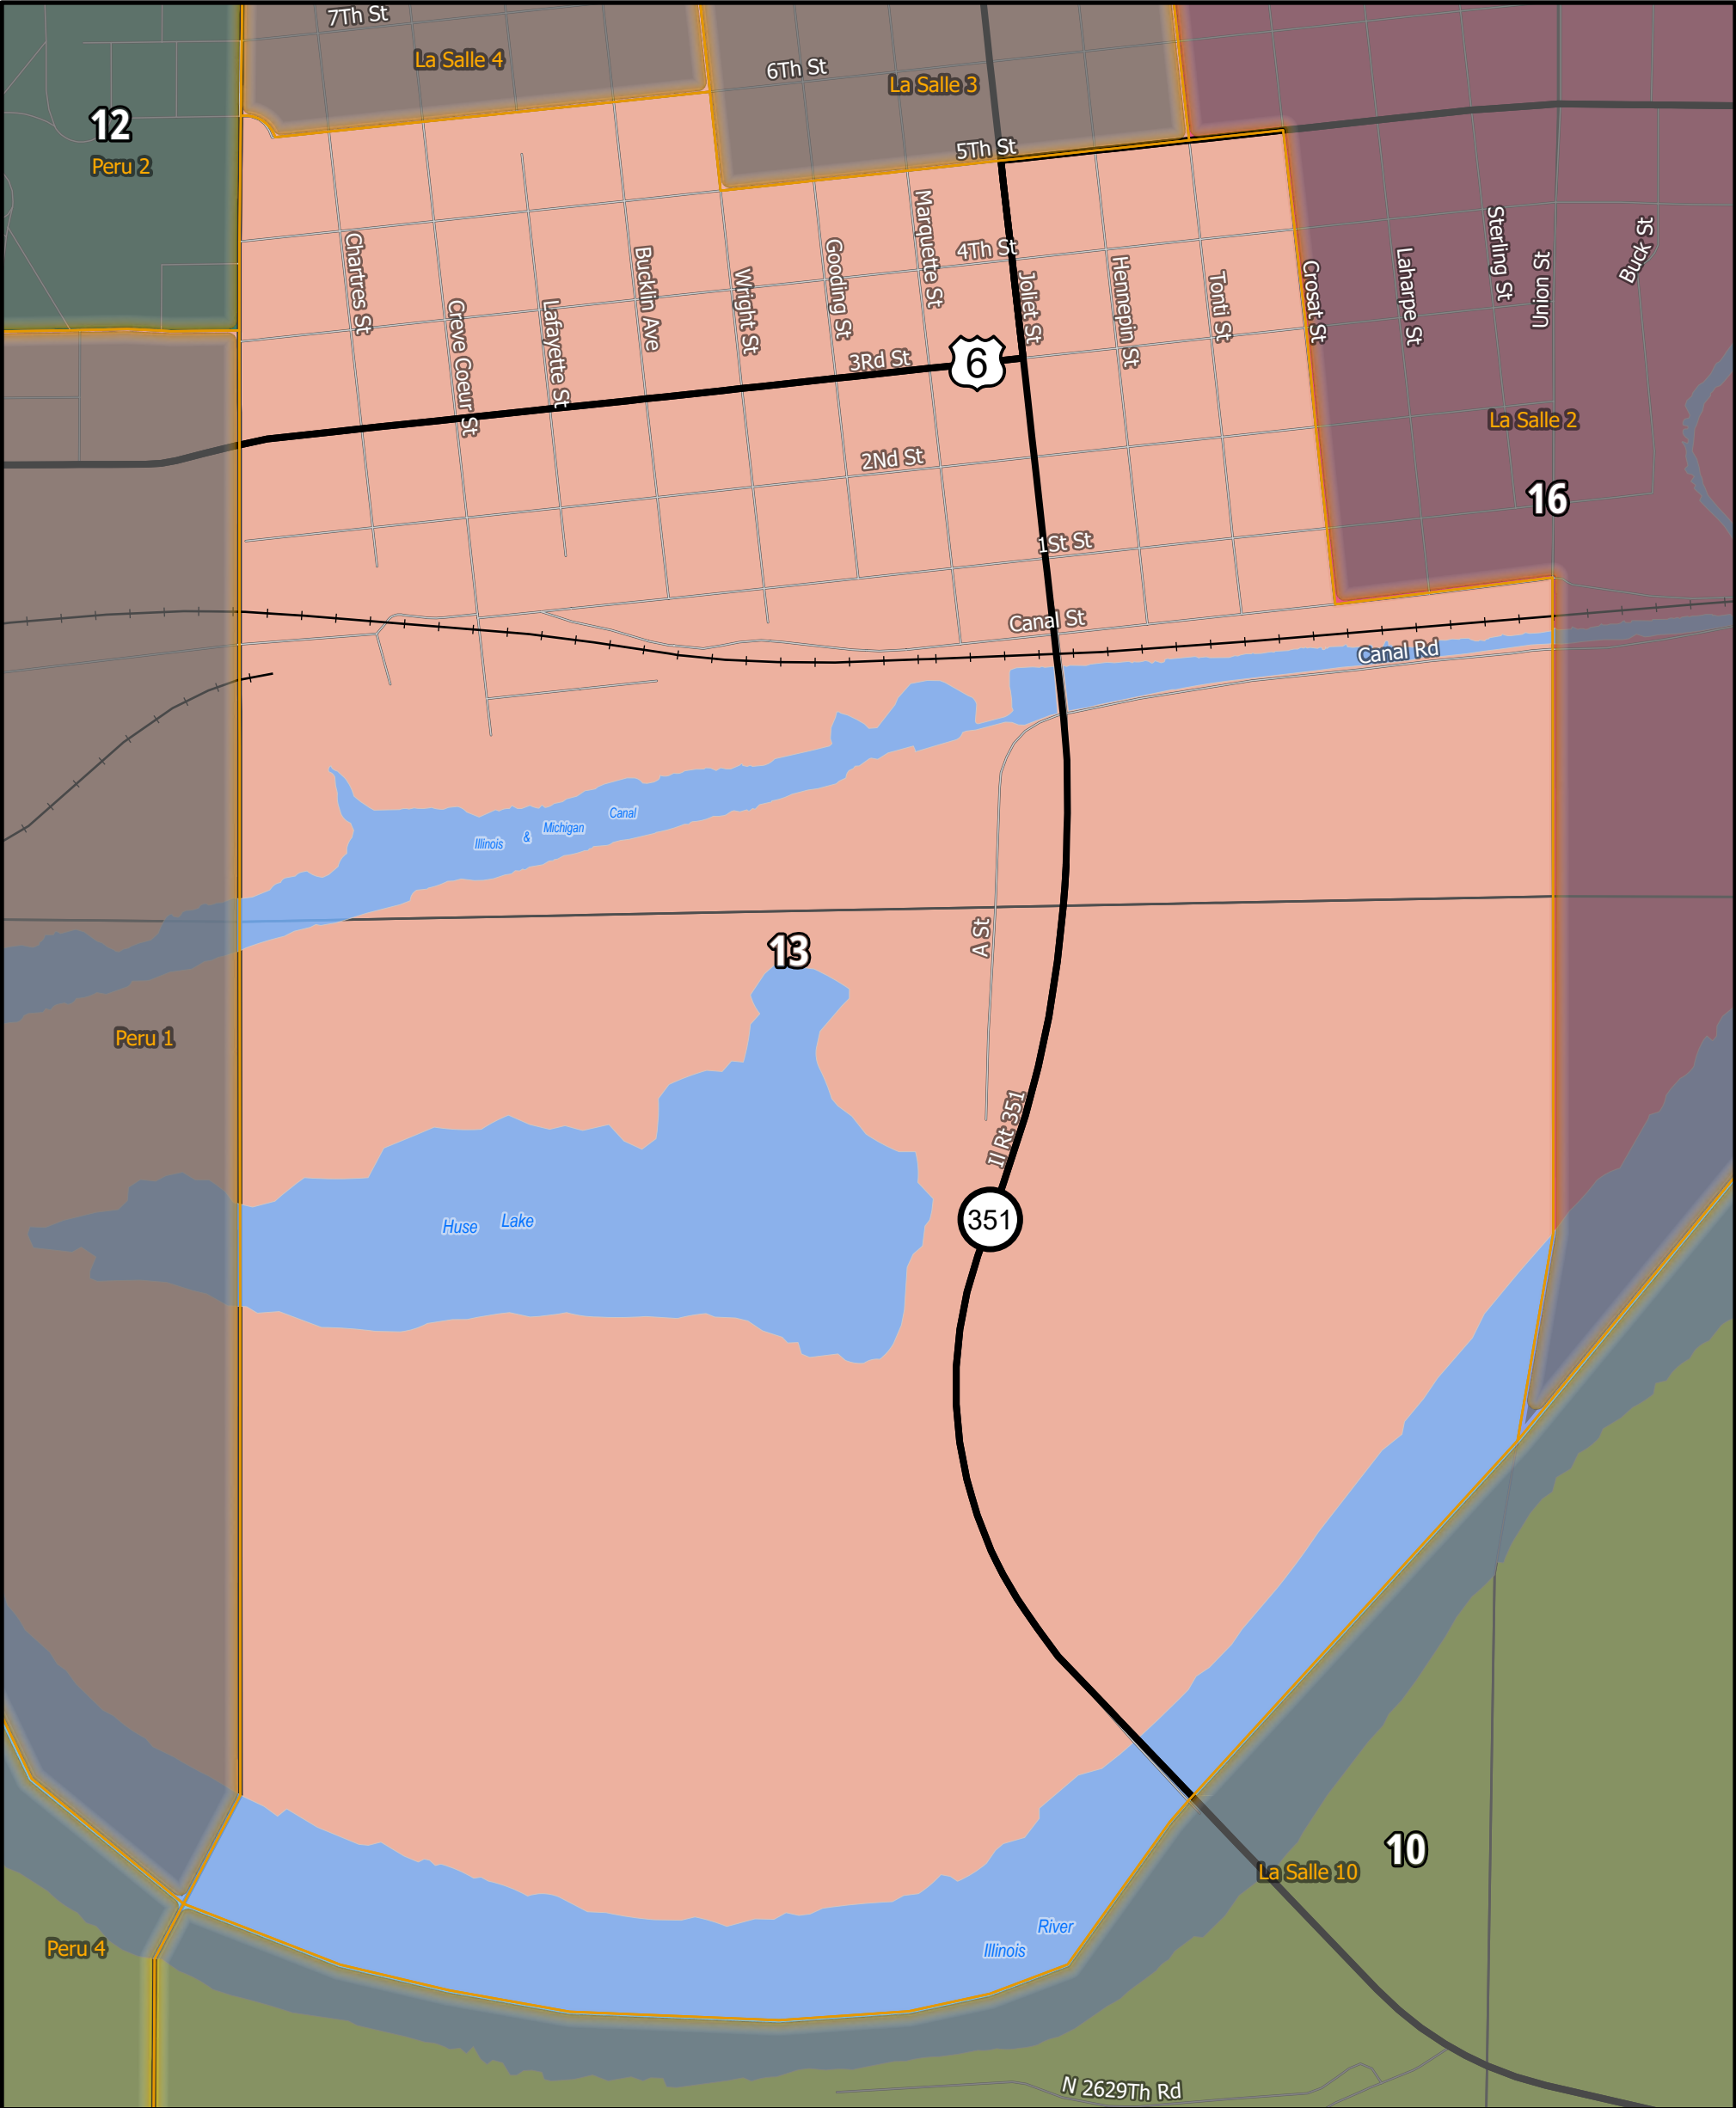 7Th St
La Salle 4
6Th St
La Salle 3
12
Peru 2
5Th St
Chartres St
Creve Coeur St
Lafayette St
Bucklin Ave
Wright St
Gooding St
Marquette St
4Th St
Joliet St
Hennepin St
Tonti St
Crosat St
Laharpe St
Sterling St
Union St
Buck St
3Rd St
6
La Salle 2
2Nd St
16
1St St
Canal St
Canal Rd
Illinois & Michigan Canal
A St
13
Peru 1
Il Rt 351
Huse Lake
351
10
La Salle 10
River
Illinois
Peru 4
N 2629Th Rd